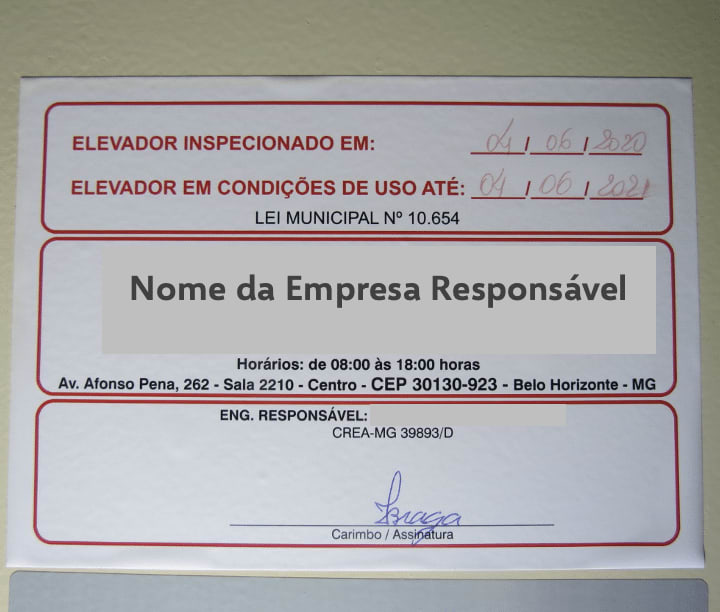 ELEVADOR INSPECIONADO EM: 04 / 06 / 2020
ELEVADOR EM CONDIÇÕES DE USO ATÉ: 04 / 06 / 2021
LEI MUNICIPAL Nº 10.654
Nome da Empresa Responsável
Horários: de 08:00 às 18:00 horas
Av. Afonso Pena, 262 - Sala 2210 - Centro - CEP 30130-923 - Belo Horizonte - MG
ENG. RESPONSÁVEL:
CREA-MG 39893/D
Braga
Carimbo / Assinatura